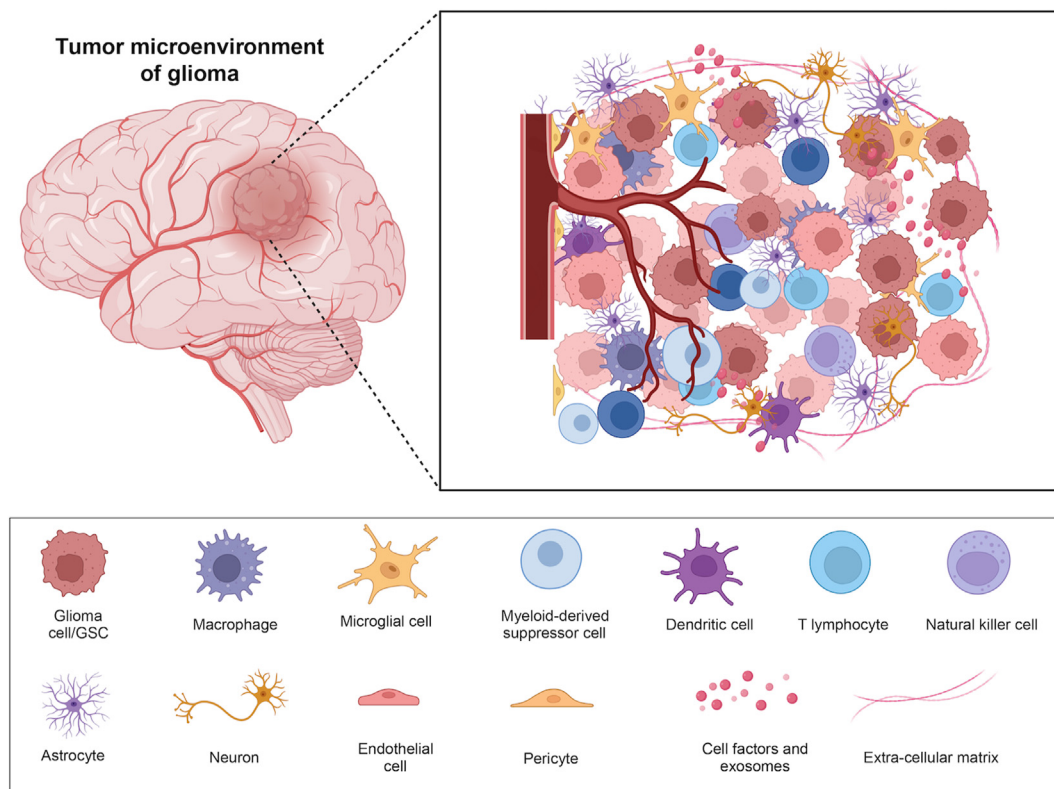 Tumor microenvironment
of glioma
Glioma
cell/GSC
Macrophage
Microglial cell
Myeloid-derived
suppressor cell
Dendritic cell
T lymphocyte
Natural killer cell
Astrocyte
Neuron
Endothelial
cell
Pericyte
Cell factors and
exosomes
Extra-cellular matrix